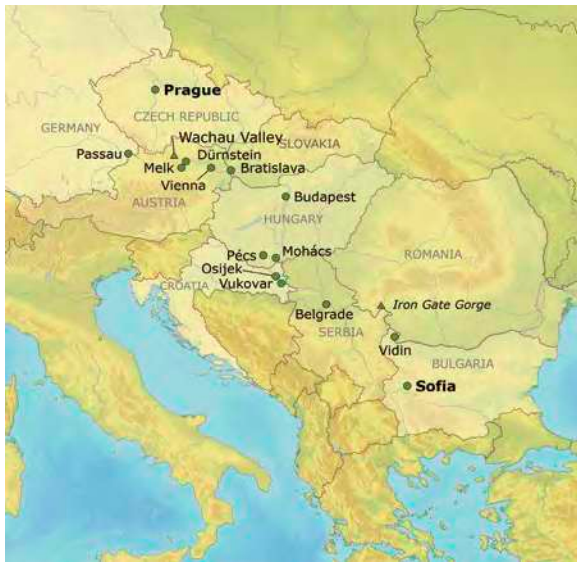 Prague
CZECH REPUBLIC
GERMANY
Wachau Valley
SLOVAKIA
Passau
Dürnstein
Melk
Bratislava
Vienna
AUSTRIA
Budapest
HUNGARY
Pécs
Mohács
ROMANIA
Osijek
CROATIA
Vukovar
Iron Gate Gorge
Belgrade
SERBIA
Vidin
BULGARIA
Sofia